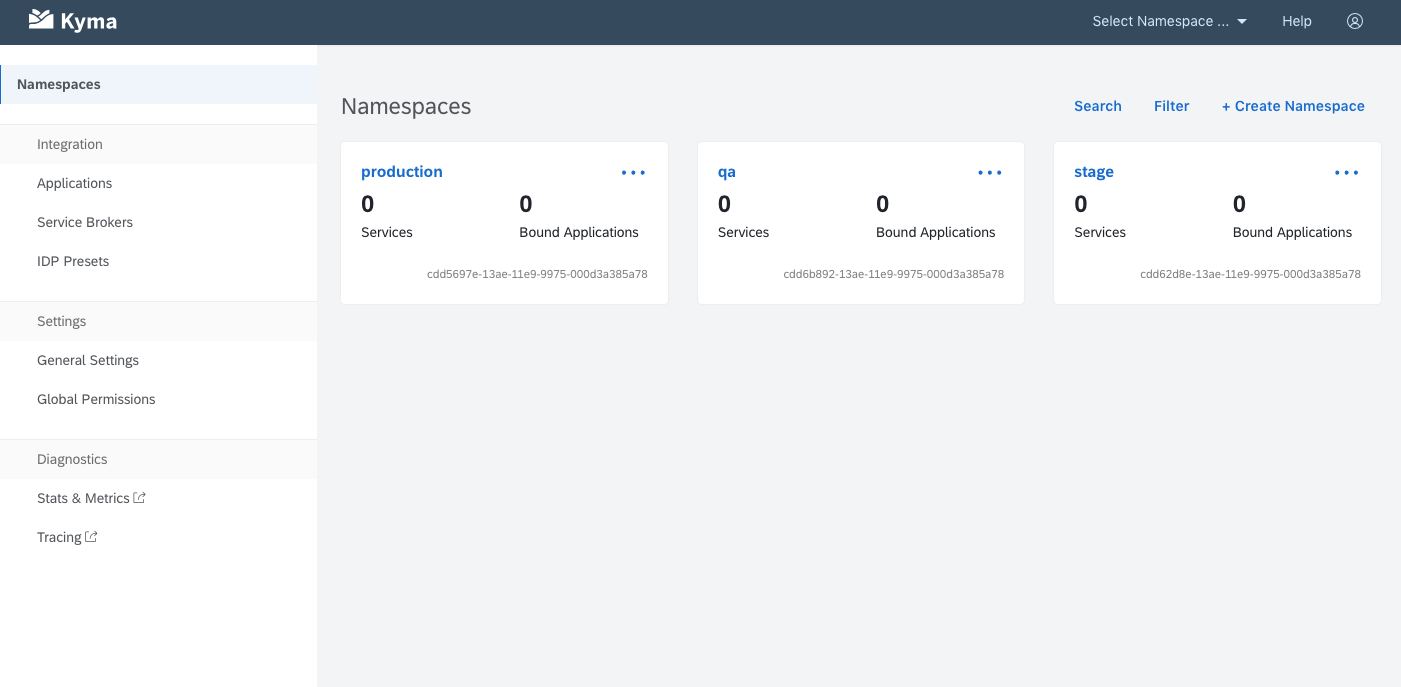 Kyma
Select Namespace ...
Help
Namespaces
Integration
Applications
Service Brokers
IDP Presets
Settings
General Settings
Global Permissions
Diagnostics
Stats & Metrics
Tracing
Namespaces
Search
Filter
+ Create Namespace
production
0 0
Services Bound Applications
cdd5697e-13ae-11e9-9975-000d3a385a78
qa
0 0
Services Bound Applications
cdd6b892-13ae-11e9-9975-000d3a385a78
stage
0 0
Services Bound Applications
cdd62d8e-13ae-11e9-9975-000d3a385a78